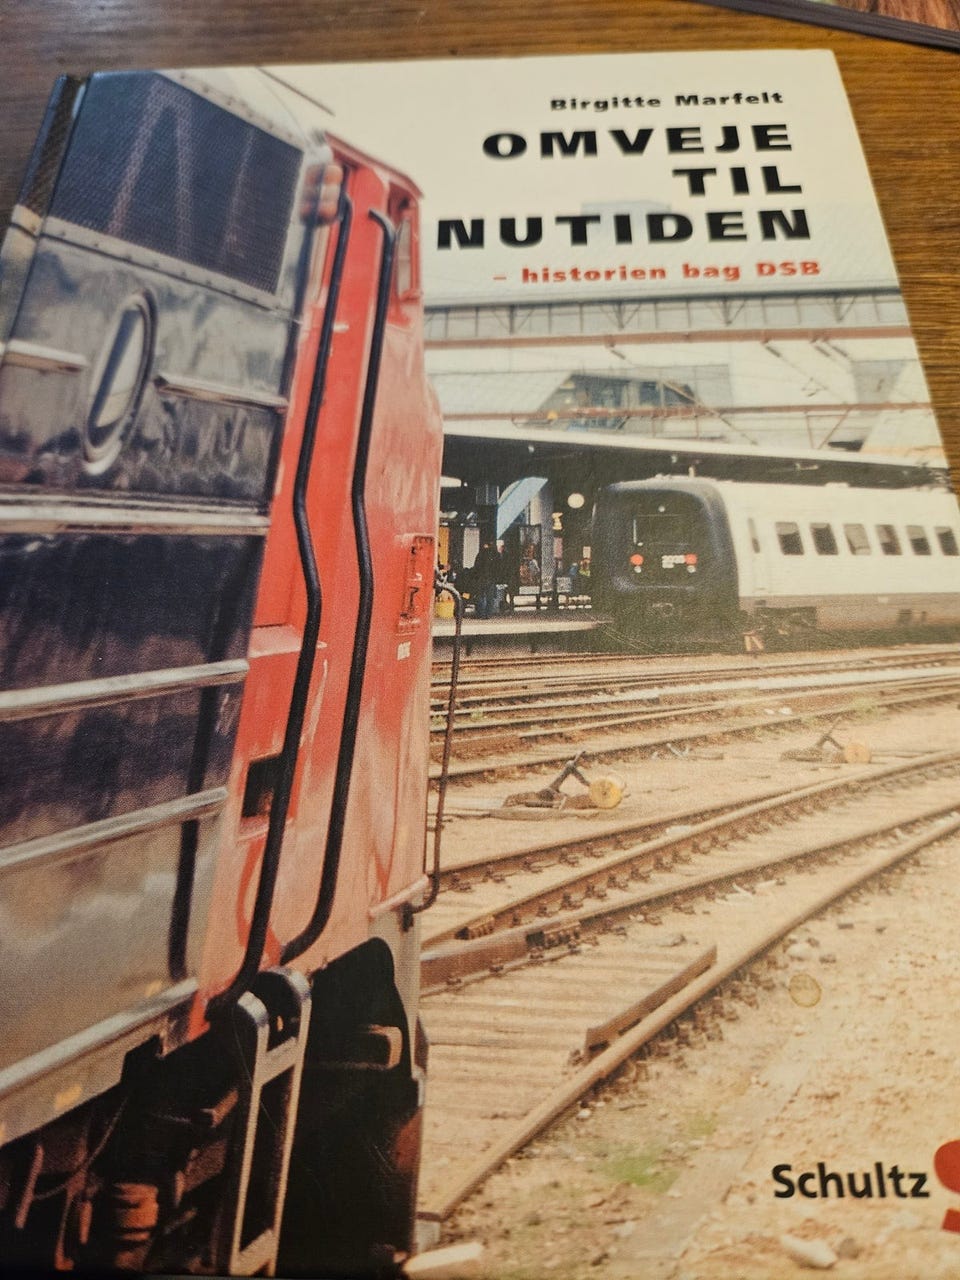 Birgitte Marfelt
OMVEJE
TIL
NUTIDEN
– historien bag DSB
Schultz